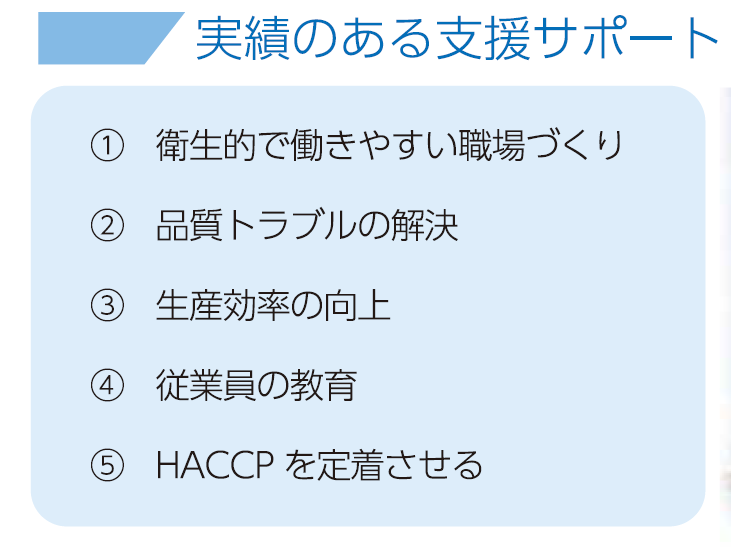 実績のある支援サポート
① 衛生的で働きやすい職場づくり
② 品質トラブルの解決
③ 生産効率の向上
④ 従業員の教育
⑤ HACCP を定着させる